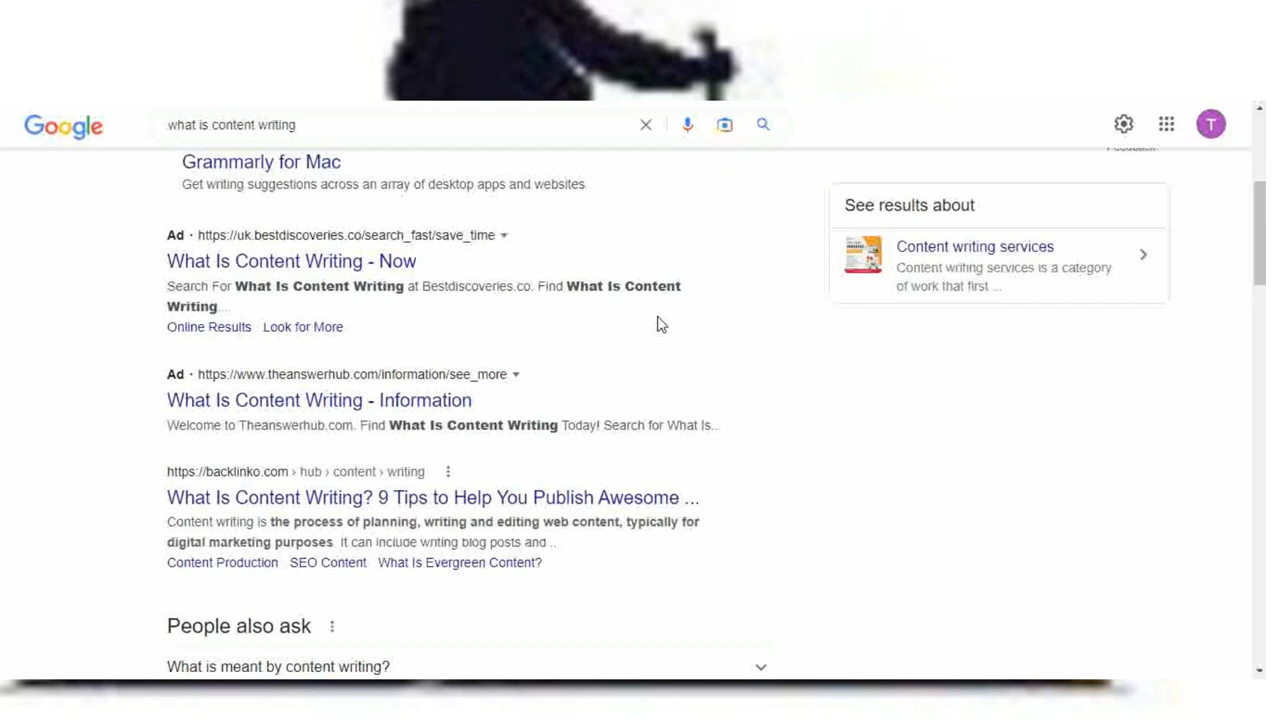 Google
what is content writing
T
Grammarly for Mac
Get writing suggestions across an array of desktop apps and websites
Ad · https://uk.bestdiscoveries.co/search_fast/save_time
What Is Content Writing - Now
Search For What Is Content Writing at Bestdiscoveries.co. Find What Is Content
Writing...
Online Results Look for More
Ad · https://www.theanswerhub.com/information/see_more
What Is Content Writing - Information
Welcome to Theanswerhub.com. Find What Is Content Writing Today! Search for What Is...
https://backlinko.com › hub › content › writing
What Is Content Writing? 9 Tips to Help You Publish Awesome ...
Content writing is the process of planning, writing and editing web content, typically for
digital marketing purposes. It can include writing blog posts and ...
Content Production SEO Content What Is Evergreen Content?
People also ask
What is meant by content writing?
Feedback
See results about
Content writing services
Content writing services is a category
of work that first ...